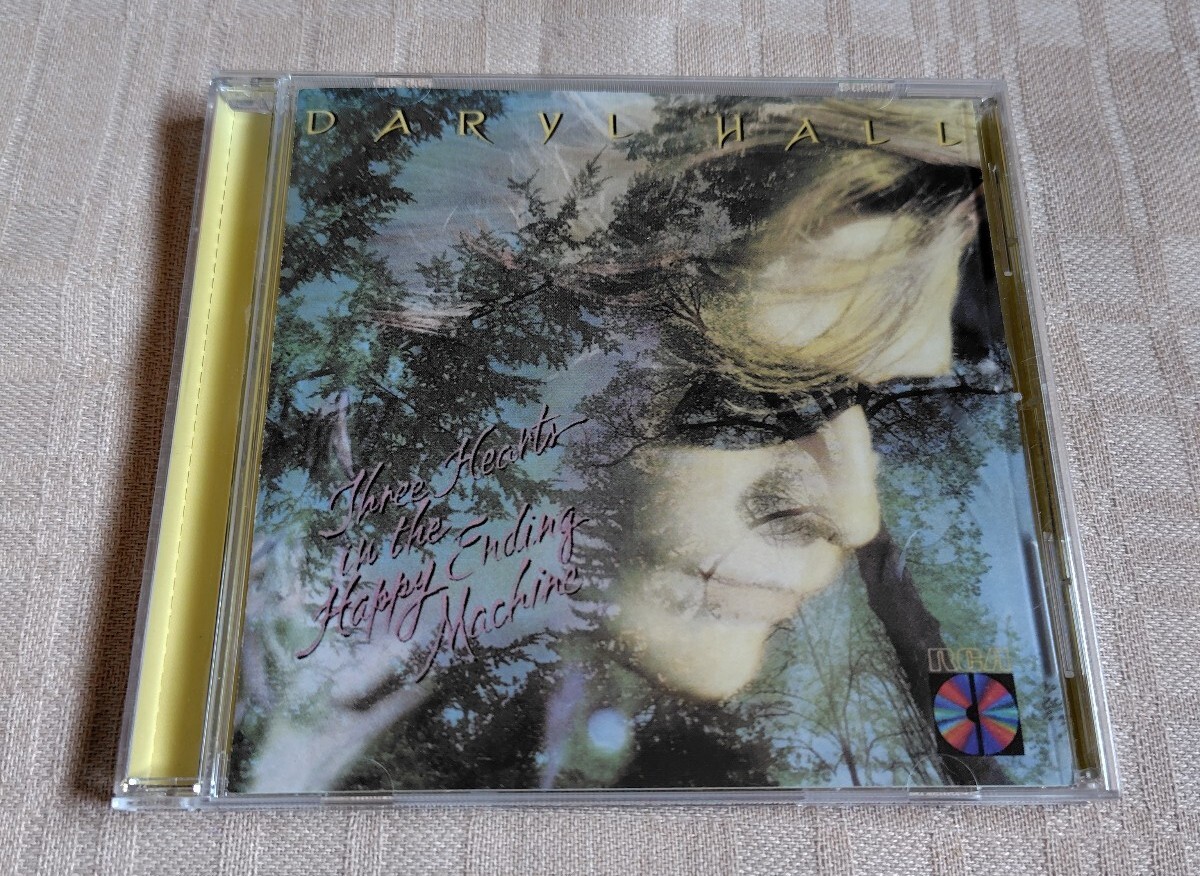 DARYL HALL
Three Hearts
in the
Happy Ending
Machine
RCA